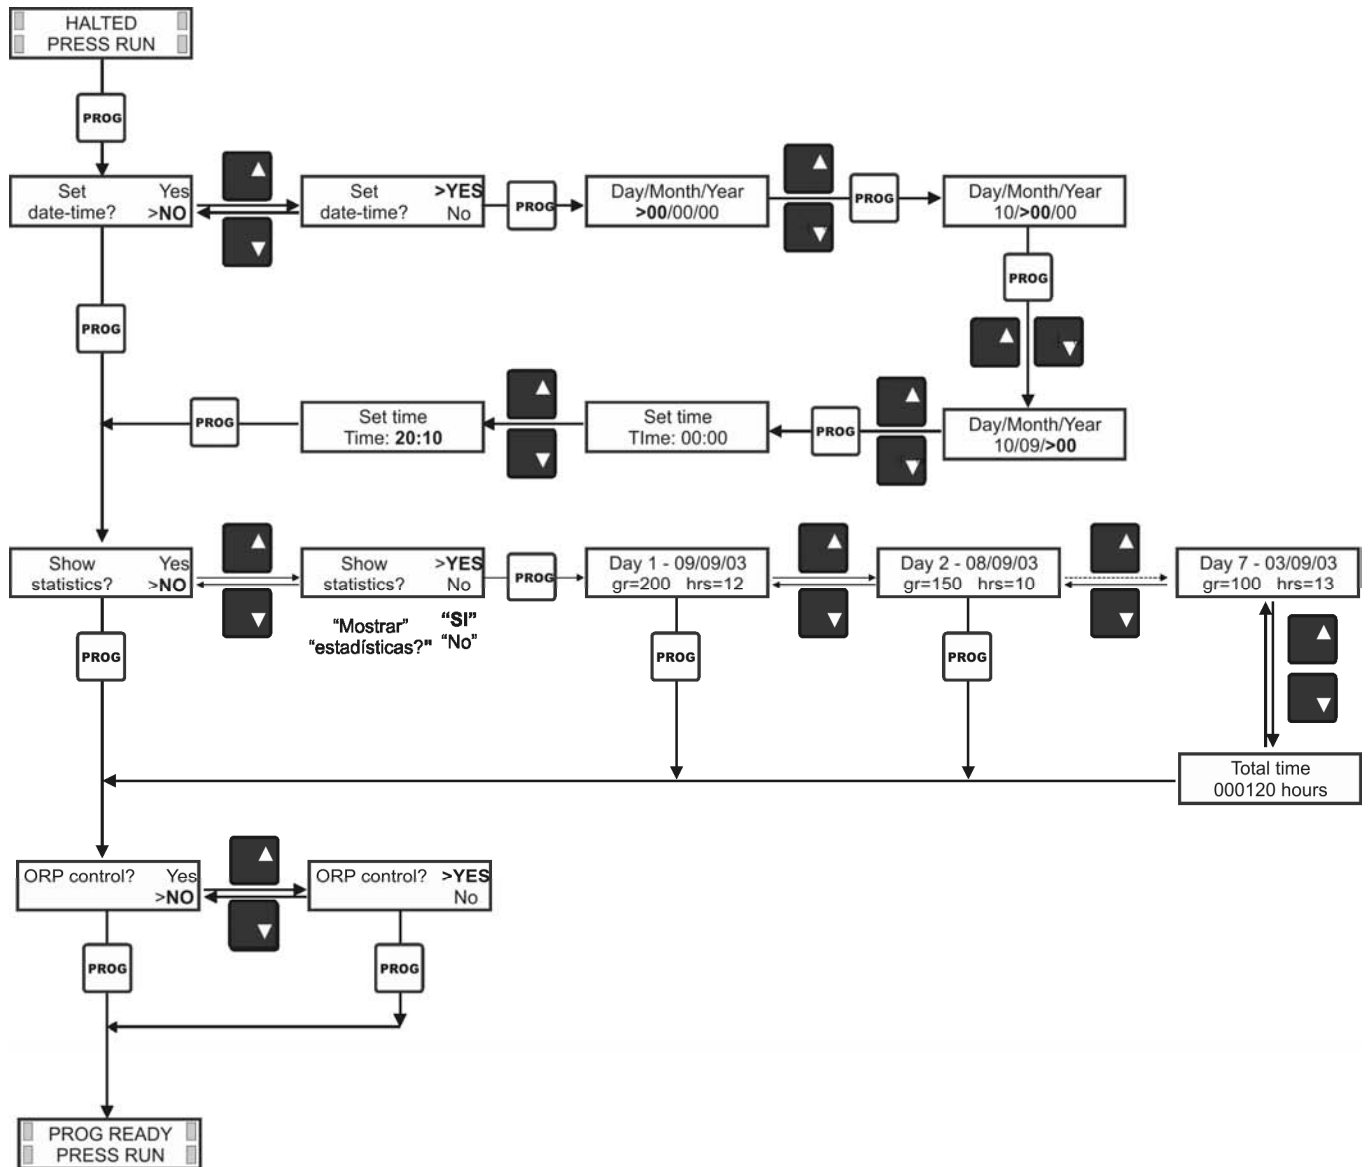 HALTED
PRESS RUN
PROG
Set Yes
date-time? >NO
Set >YES
date-time? No
PROG
Day/Month/Year
>00/00/00
PROG
Day/Month/Year
10/>00/00
PROG
PROG
Day/Month/Year
10/09/>00
PROG
Set time
TIme: 00:00
Set time
Time: 20:10
PROG
Show Yes
statistics? >NO
Show >YES
statistics? No
"Mostrar" "SI"
"estadísticas?" "No"
PROG
Day 1 - 09/09/03
gr=200 hrs=12
Day 2 - 08/09/03
gr=150 hrs=10
Day 7 - 03/09/03
gr=100 hrs=13
PROG
PROG
PROG
Total time
000120 hours
ORP control? Yes
>NO
ORP control? >YES
No
PROG
PROG
PROG READY
PRESS RUN